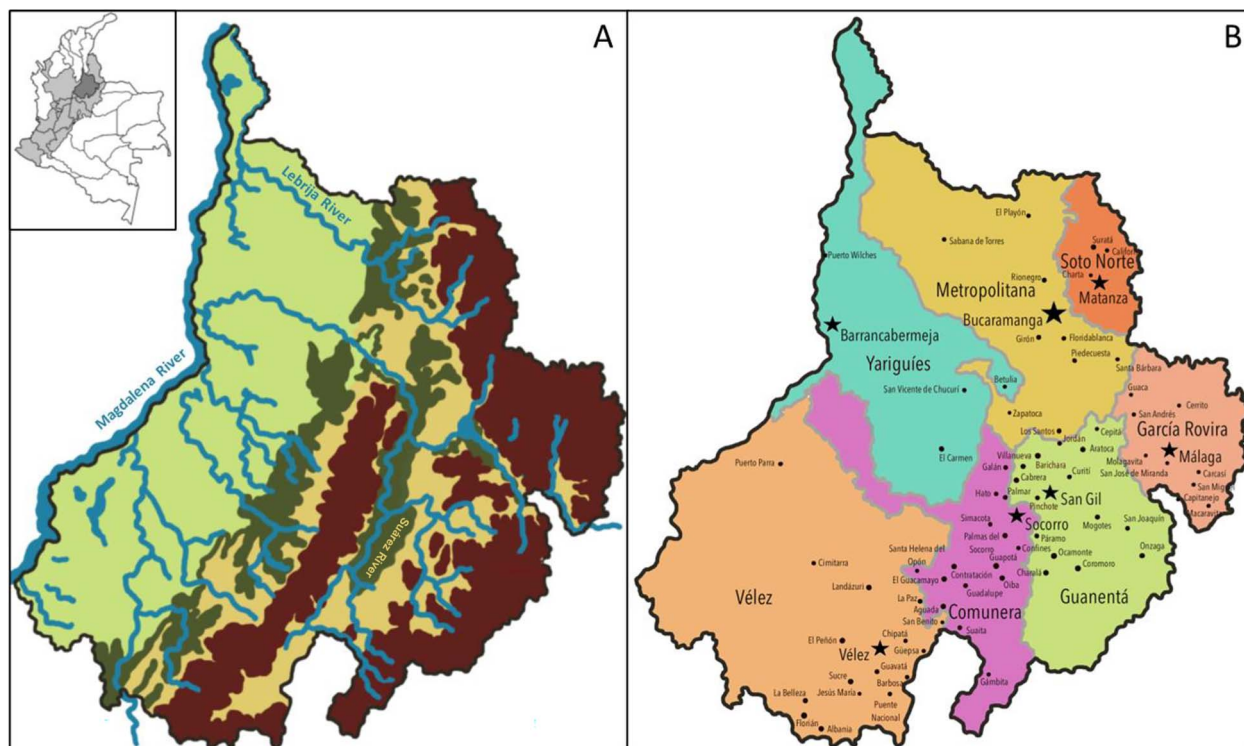 A
Lebrija River
Magdalena River
Suárez River
B
El Playón
Sabana de Torres
Suratá
Californ
Soto Norte
Puerto Wilches
Rionegro
Charta
Metropolitana
Matanza
Bucaramanga
Barrancabermeja
Girón
Floridablanca
Yariguíes
Piedecuesta
Santa Bárbara
Betulia
San Vicente de Chucurí
Guaca
Cerrito
Zapatoca
San Andrés
Los Santos
Cepitá
García Rovira
Jordán
Aratoca
El Carmen
Villanueva
Molagavita
Málaga
Puerto Parra
Galán
Barichara
San José de Miranda
Carcasí
Cabrera
Curití
San Miguel
Hato
Palmar
San Gil
Capitanejo
Pinchote
Macaravita
Simacota
Socorro
Mogotes
San Joaquín
Palmas del
Socorro
Páramo
Santa Helena del
Opón
Confines
Onzaga
Cimitarra
Guapotá
Ocamonte
Coromoro
El Guacamayo
Contratación
Oiba
Charalá
Landázuri
Guadalupe
Vélez
La Paz
Guanentá
Aguada
Comunera
San Benito
Suaita
El Peñón
Chipatá
Vélez
Güepsa
Guavatá
Sucre
Barbosa
Gámbita
La Belleza
Jesús María
Puente
Nacional
Florián
Albania